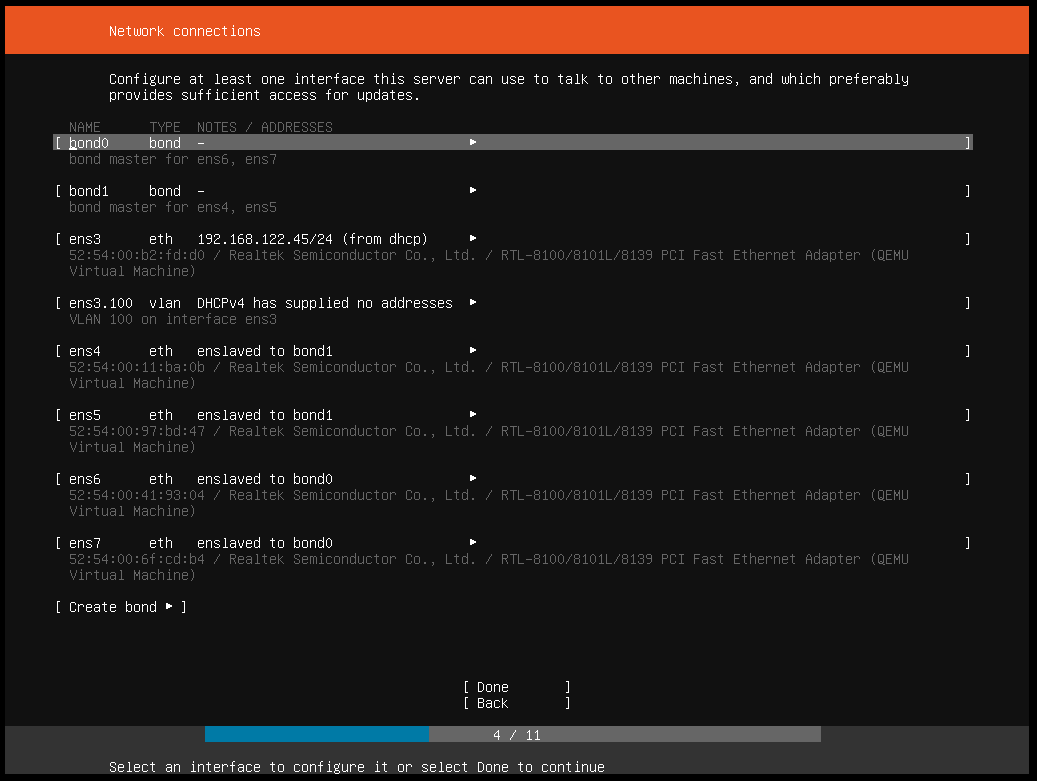 Network connections
Configure at least one interface this server can use to talk to other machines, and which preferably
provides sufficient access for updates.
NAME TYPE NOTES / ADDRESSES
[ bond0 bond – ▸ ]
bond master for ens6, ens7
[ bond1 bond – ▸ ]
bond master for ens4, ens5
[ ens3 eth 192.168.122.45/24 (from dhcp) ▸ ]
52:54:00:b2:fd:d0 / Realtek Semiconductor Co., Ltd. / RTL-8100/8101L/8139 PCI Fast Ethernet Adapter (QEMU
Virtual Machine)
[ ens3.100 vlan DHCPv4 has supplied no addresses ▸ ]
VLAN 100 on interface ens3
[ ens4 eth enslaved to bond1 ▸ ]
52:54:00:11:ba:0b / Realtek Semiconductor Co., Ltd. / RTL-8100/8101L/8139 PCI Fast Ethernet Adapter (QEMU
Virtual Machine)
[ ens5 eth enslaved to bond1 ▸ ]
52:54:00:97:bd:47 / Realtek Semiconductor Co., Ltd. / RTL-8100/8101L/8139 PCI Fast Ethernet Adapter (QEMU
Virtual Machine)
[ ens6 eth enslaved to bond0 ▸ ]
52:54:00:41:93:04 / Realtek Semiconductor Co., Ltd. / RTL-8100/8101L/8139 PCI Fast Ethernet Adapter (QEMU
Virtual Machine)
[ ens7 eth enslaved to bond0 ▸ ]
52:54:00:6f:cd:b4 / Realtek Semiconductor Co., Ltd. / RTL-8100/8101L/8139 PCI Fast Ethernet Adapter (QEMU
Virtual Machine)
[ Create bond ▸ ]
[ Done ]
[ Back ]
4 / 11
Select an interface to configure it or select Done to continue